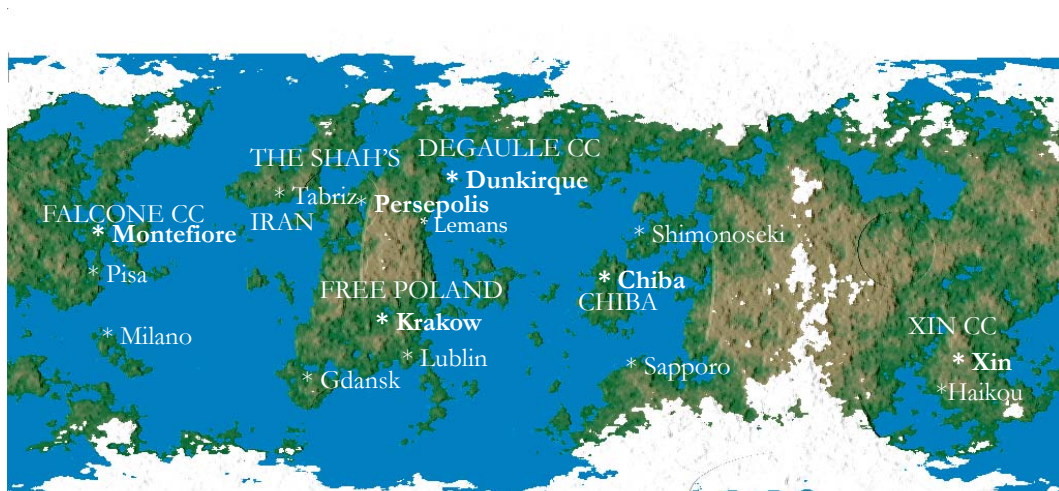 DEGAULLE CC
THE SHAH'S
* Dunkirque
* Tabriz
* Persepolis
FALCONE CC
IRAN
* Lemans
* Montefiore
* Shimonoseki
* Pisa
* Chiba
FREE POLAND
CHIBA
* Krakow
XIN CC
* Milano
* Lublin
* Xin
* Sapporo
* Gdansk
*Haikou